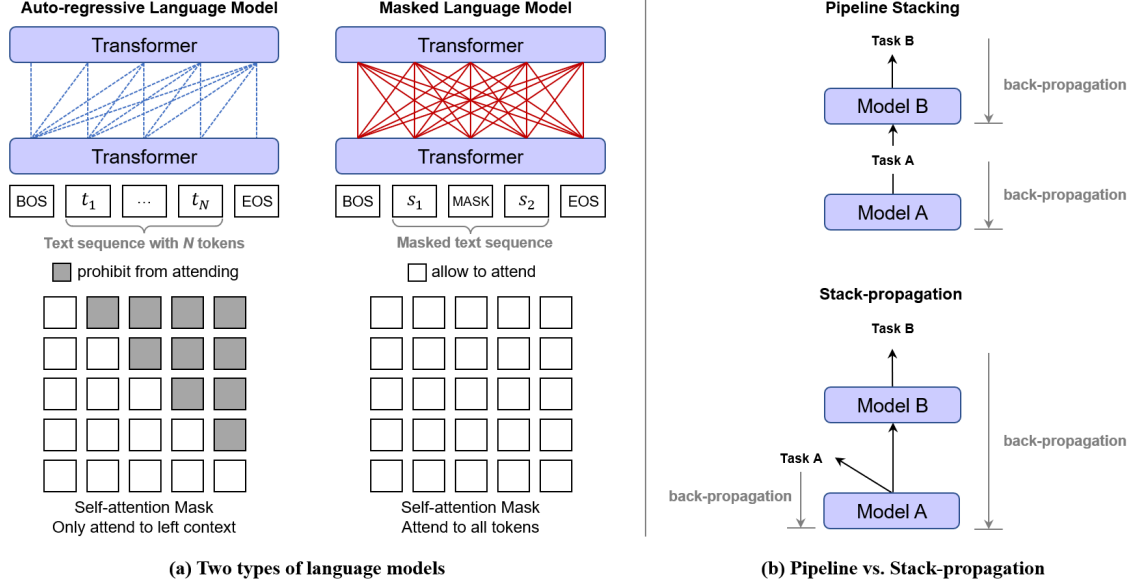 Auto-regressive Language Model
Transformer
Transformer
BOS t₁ ... t_N EOS
Text sequence with N tokens
prohibit from attending
Self-attention Mask
Only attend to left context
Masked Language Model
Transformer
Transformer
BOS s₁ MASK s₂ EOS
Masked text sequence
allow to attend
Self-attention Mask
Attend to all tokens
(a) Two types of language models
Pipeline Stacking
Task B
back-propagation
Model B
Task A
back-propagation
Model A
Stack-propagation
Task B
Model B
back-propagation
Task A
back-propagation
Model A
(b) Pipeline vs. Stack-propagation